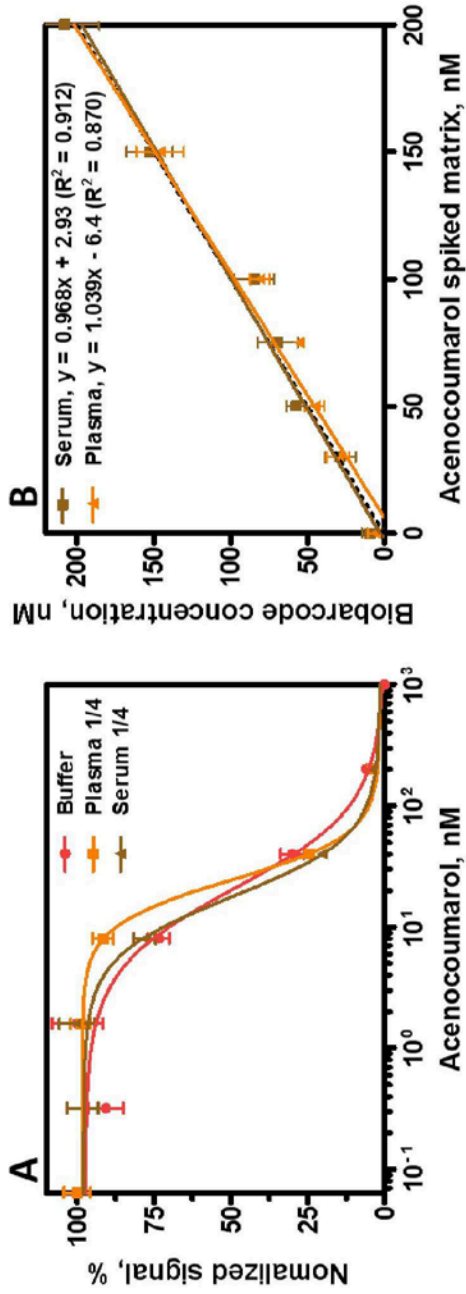 A
Normalized signal, %
100
75
50
25
0
Buffer
Plasma 1/4
Serum 1/4
10⁻¹ 10⁰ 10¹ 10² 10³
Acenocoumarol, nM
B
Biobarcode concentration, nM
200
150
100
50
0
Serum, y = 0.968x + 2.93 (R² = 0.912)
Plasma, y = 1.039x - 6.4 (R² = 0.870)
0 50 100 150 200
Acenocoumarol spiked matrix, nM